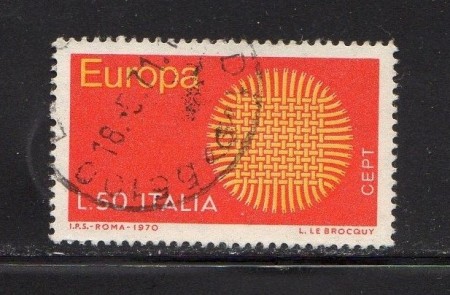 Europa
CEPT
L.50 ITALIA
I.P.S.-ROMA-1970
L. LE BROCQUY